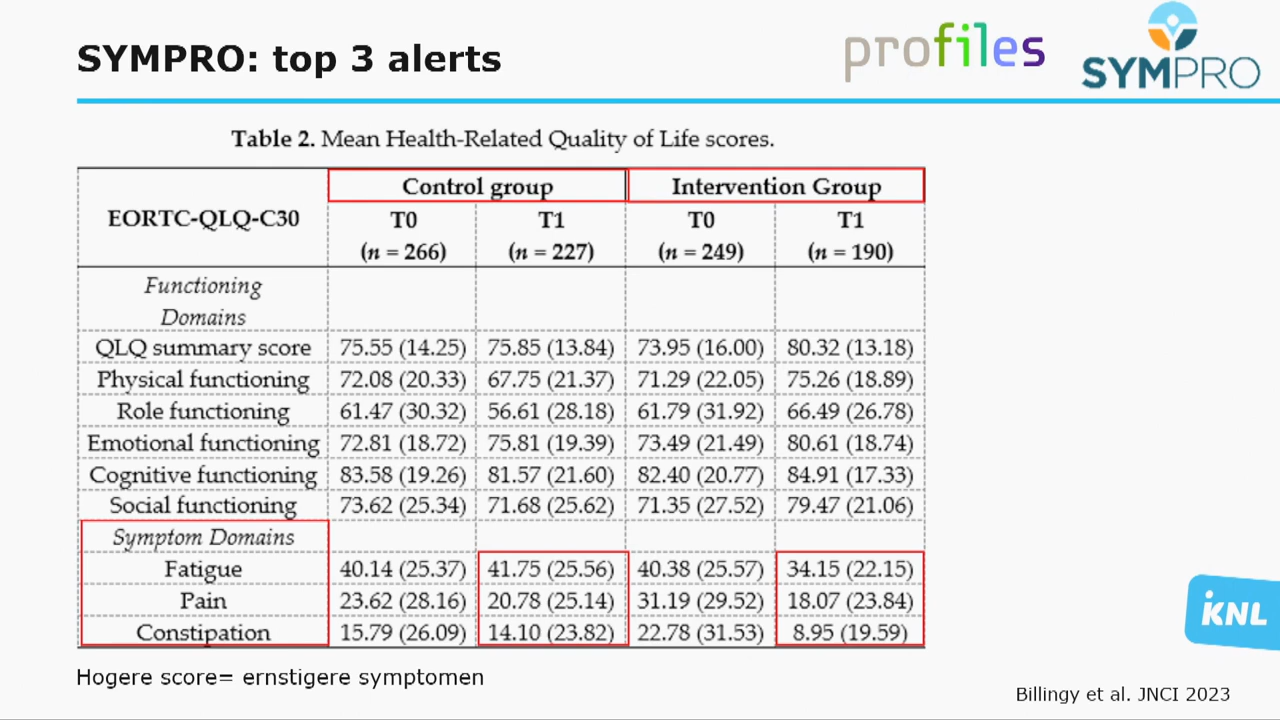 SYMPRO: top 3 alerts
profiles
SYMPRO
Table 2. Mean Health-Related Quality of Life scores.
EORTC-QLQ-C30 Control group Intervention Group
T0 T1 T0 T1
(n = 266) (n = 227) (n = 249) (n = 190)
Functioning
Domains
QLQ summary score 75.55 (14.25) 75.85 (13.84) 73.95 (16.00) 80.32 (13.18)
Physical functioning 72.08 (20.33) 67.75 (21.37) 71.29 (22.05) 75.26 (18.89)
Role functioning 61.47 (30.32) 56.61 (28.18) 61.79 (31.92) 66.49 (26.78)
Emotional functioning 72.81 (18.72) 75.81 (19.39) 73.49 (21.49) 80.61 (18.74)
Cognitive functioning 83.58 (19.26) 81.57 (21.60) 82.40 (20.77) 84.91 (17.33)
Social functioning 73.62 (25.34) 71.68 (25.62) 71.35 (27.52) 79.47 (21.06)
Symptom Domains
Fatigue 40.14 (25.37) 41.75 (25.56) 40.38 (25.57) 34.15 (22.15)
Pain 23.62 (28.16) 20.78 (25.14) 31.19 (29.52) 18.07 (23.84)
Constipation 15.79 (26.09) 14.10 (23.82) 22.78 (31.53) 8.95 (19.59)
iKNL
Hogere score= ernstigere symptomen
Billingy et al. JNCI 2023